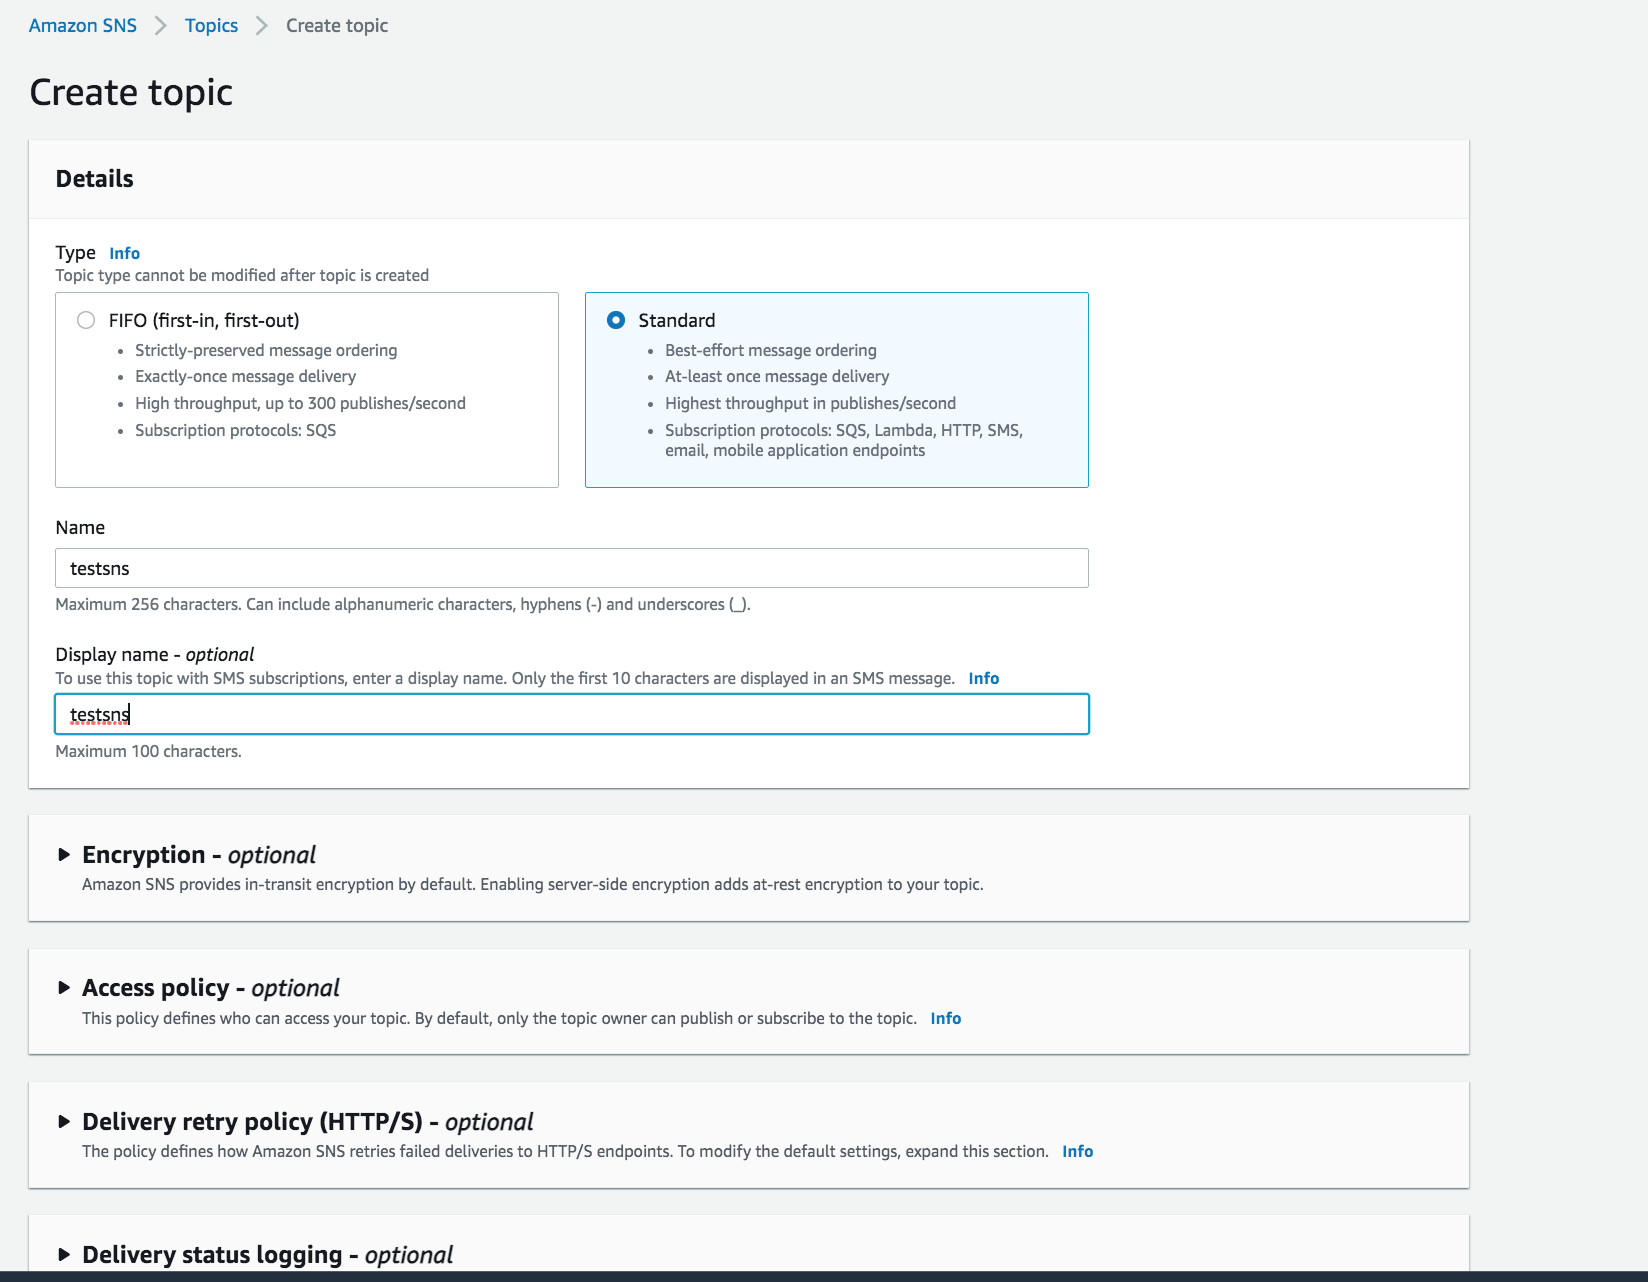 Amazon SNS > Topics > Create topic
Create topic
Details
Type Info
Topic type cannot be modified after topic is created
FIFO (first-in, first-out)
• Strictly-preserved message ordering
• Exactly-once message delivery
• High throughput, up to 300 publishes/second
• Subscription protocols: SQS
Standard
• Best-effort message ordering
• At-least once message delivery
• Highest throughput in publishes/second
• Subscription protocols: SQS, Lambda, HTTP, SMS,
email, mobile application endpoints
Name
testsns
Maximum 256 characters. Can include alphanumeric characters, hyphens (-) and underscores (_).
Display name - optional
To use this topic with SMS subscriptions, enter a display name. Only the first 10 characters are displayed in an SMS message. Info
testsns
Maximum 100 characters.
Encryption - optional
Amazon SNS provides in-transit encryption by default. Enabling server-side encryption adds at-rest encryption to your topic.
Access policy - optional
This policy defines who can access your topic. By default, only the topic owner can publish or subscribe to the topic. Info
Delivery retry policy (HTTP/S) - optional
The policy defines how Amazon SNS retries failed deliveries to HTTP/S endpoints. To modify the default settings, expand this section. Info
Delivery status logging - optional